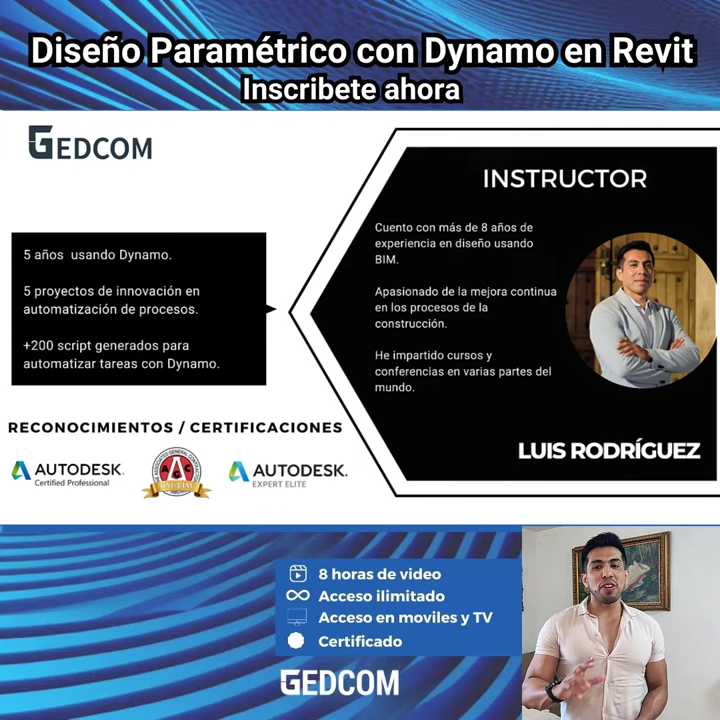 Diseño Paramétrico con Dynamo en Revit
Inscribete ahora
GEDCOM
INSTRUCTOR
Cuento con más de 8 años de
experiencia en diseño usando
BIM.
Apasionado de la mejora continua
en los procesos de la
construcción.
He impartido cursos y
conferencias en varias partes del
mundo.
LUIS RODRÍGUEZ
5 años usando Dynamo.
5 proyectos de innovación en
automatización de procesos.
+200 script generados para
automatizar tareas con Dynamo.
RECONOCIMIENTOS / CERTIFICACIONES
AUTODESK.
Certified Professional
AGC
AUTODESK.
EXPERT ELITE
8 horas de video
Acceso ilimitado
Acceso en moviles y TV
Certificado
GEDCOM